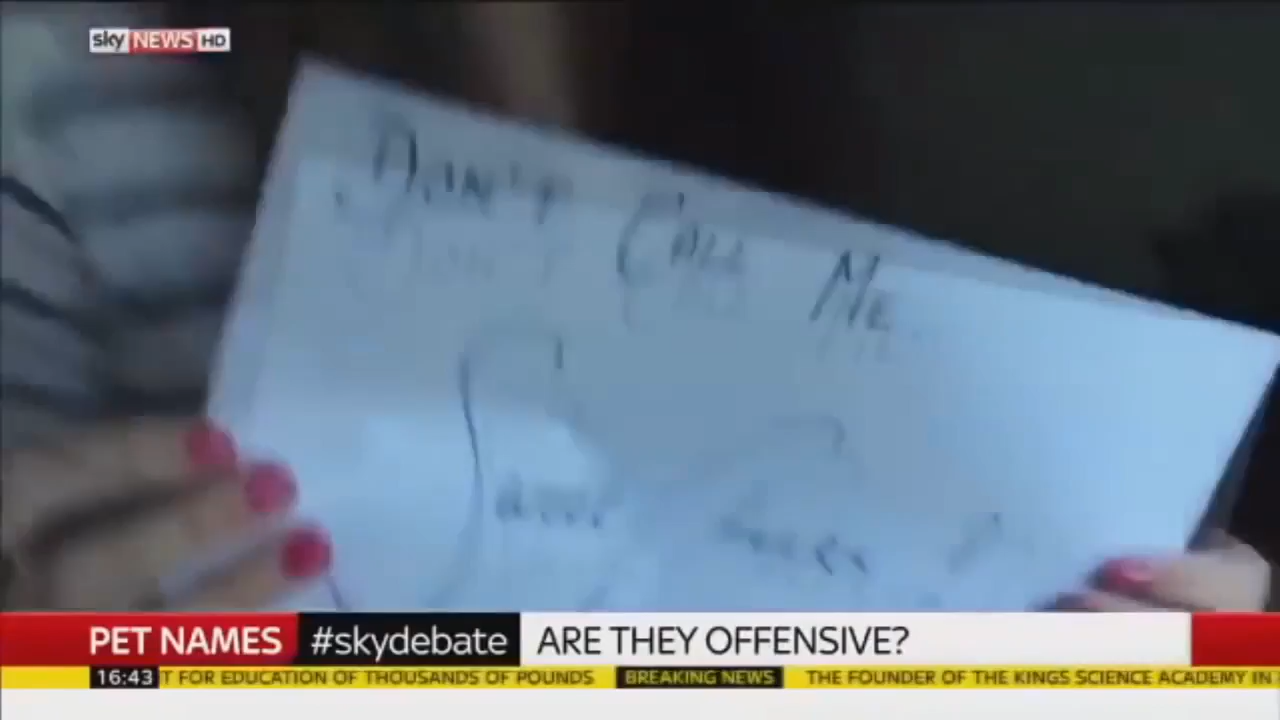 sky NEWS HD
DON'T CALL ME
PET NAMES #skydebate ARE THEY OFFENSIVE?
16:43 T FOR EDUCATION OF THOUSANDS OF POUNDS BREAKING NEWS THE FOUNDER OF THE KINGS SCIENCE ACADEMY IN